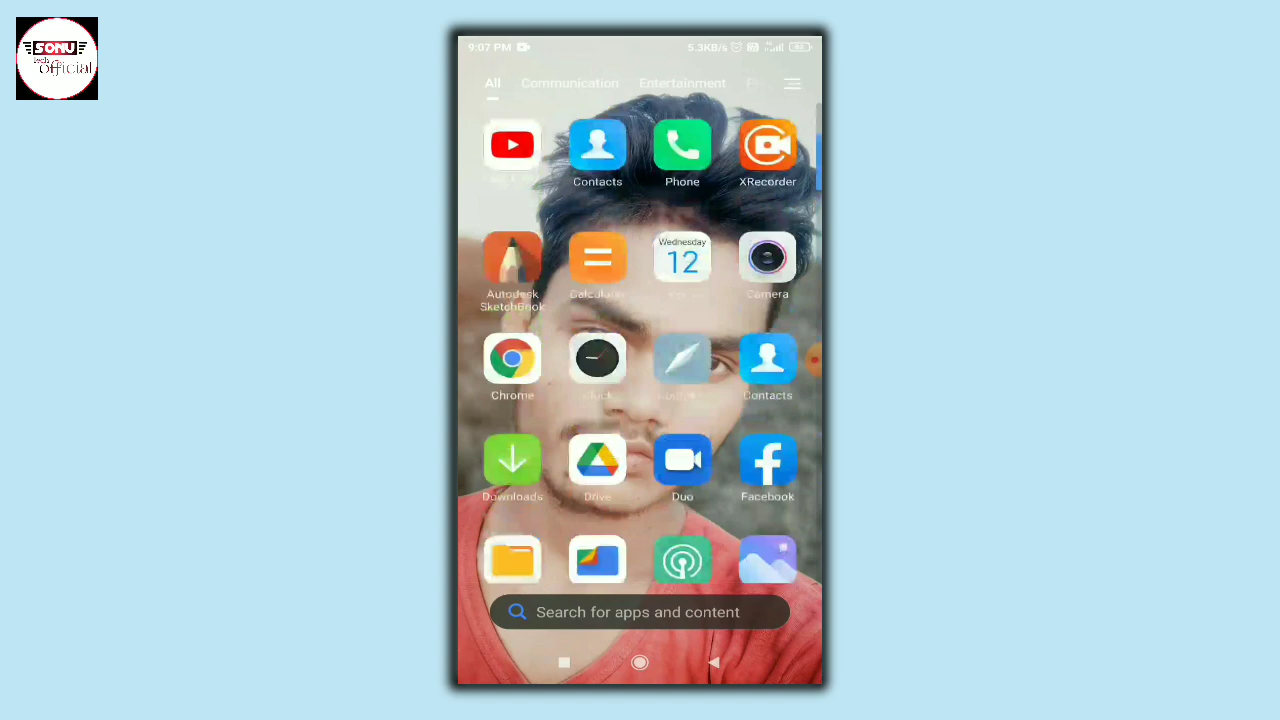 SONU
tech
official
9:07 PM
5.3KB/s
All Communication Entertainment
Contacts Phone XRecorder
Wednesday
12
Autodesk
SketchBook
Calculator
Camera
Chrome
Clock
Contacts
Downloads Drive Duo Facebook
Search for apps and content